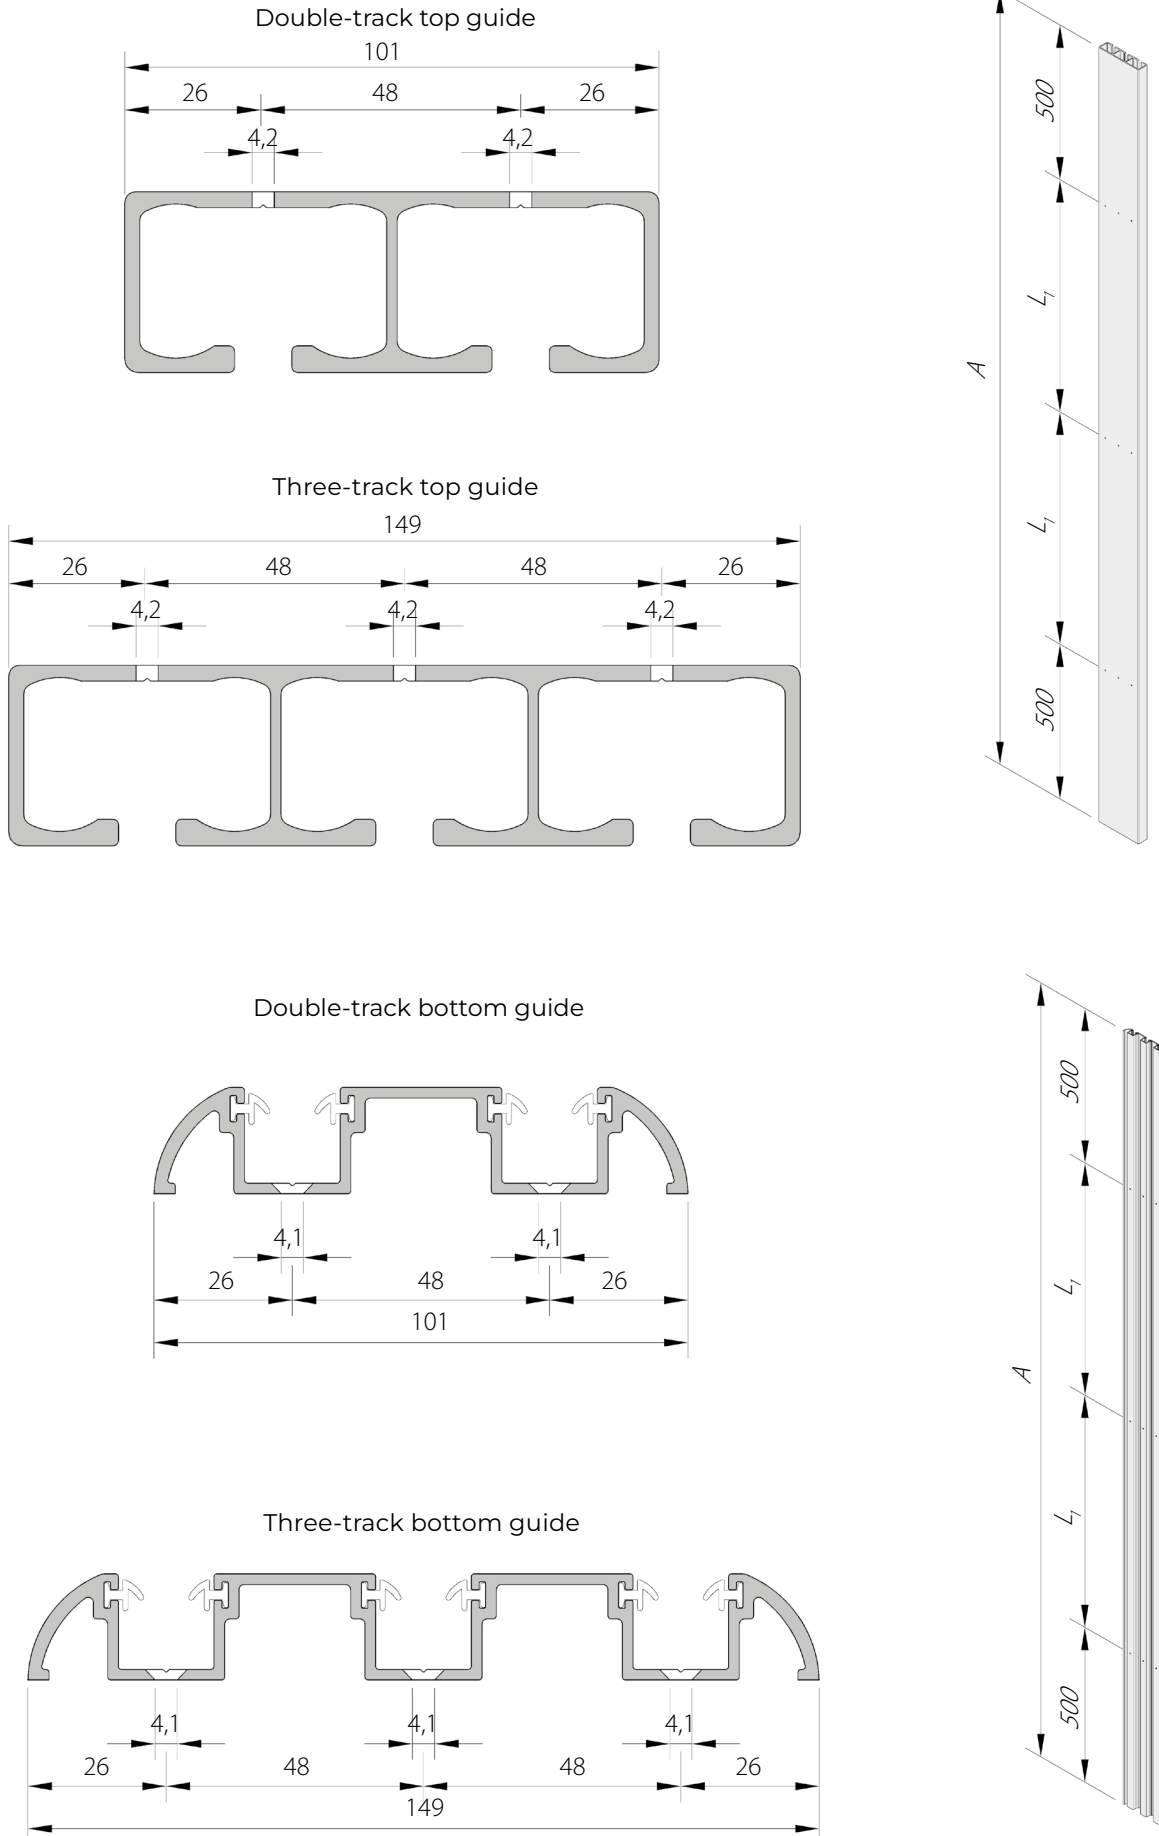 Double-track top guide
101
26 48 26
4,2 4,2
Three-track top guide
149
26 48 48 26
4,2 4,2 4,2
500
L1
A
L1
500
Double-track bottom guide
4,1 4,1
26 48 26
101
Three-track bottom guide
4,1 4,1 4,1
26 48 48 26
149
500
L1
A
L1
500